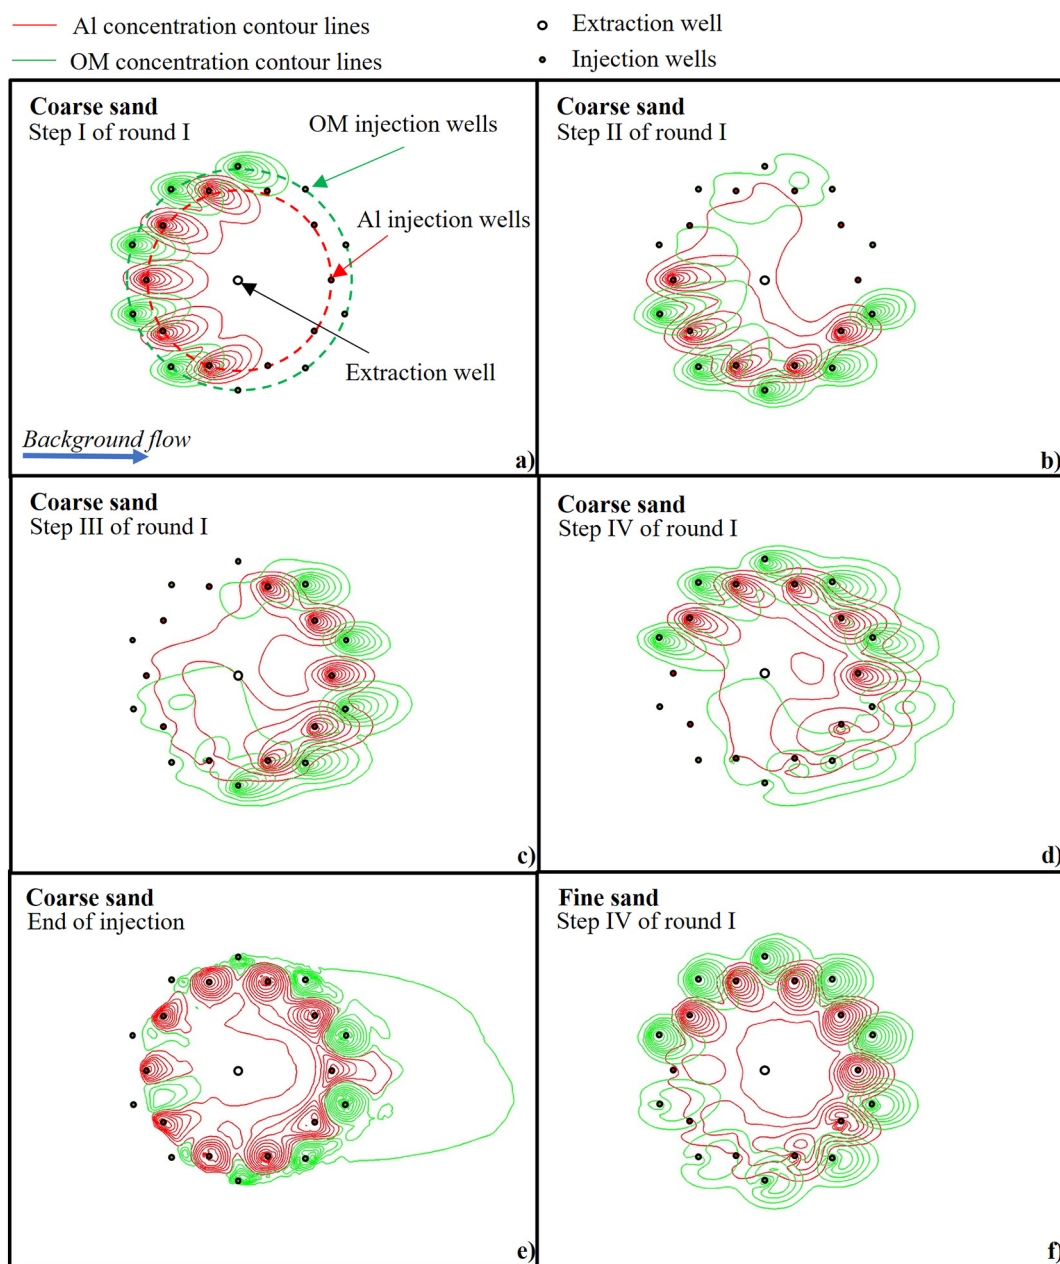 Al concentration contour lines
OM concentration contour lines
Extraction well
Injection wells
Coarse sand
Step I of round I
OM injection wells
Al injection wells
Extraction well
Background flow
a)
Coarse sand
Step II of round I
b)
Coarse sand
Step III of round I
c)
Coarse sand
Step IV of round I
d)
Coarse sand
End of injection
e)
Fine sand
Step IV of round I
f)